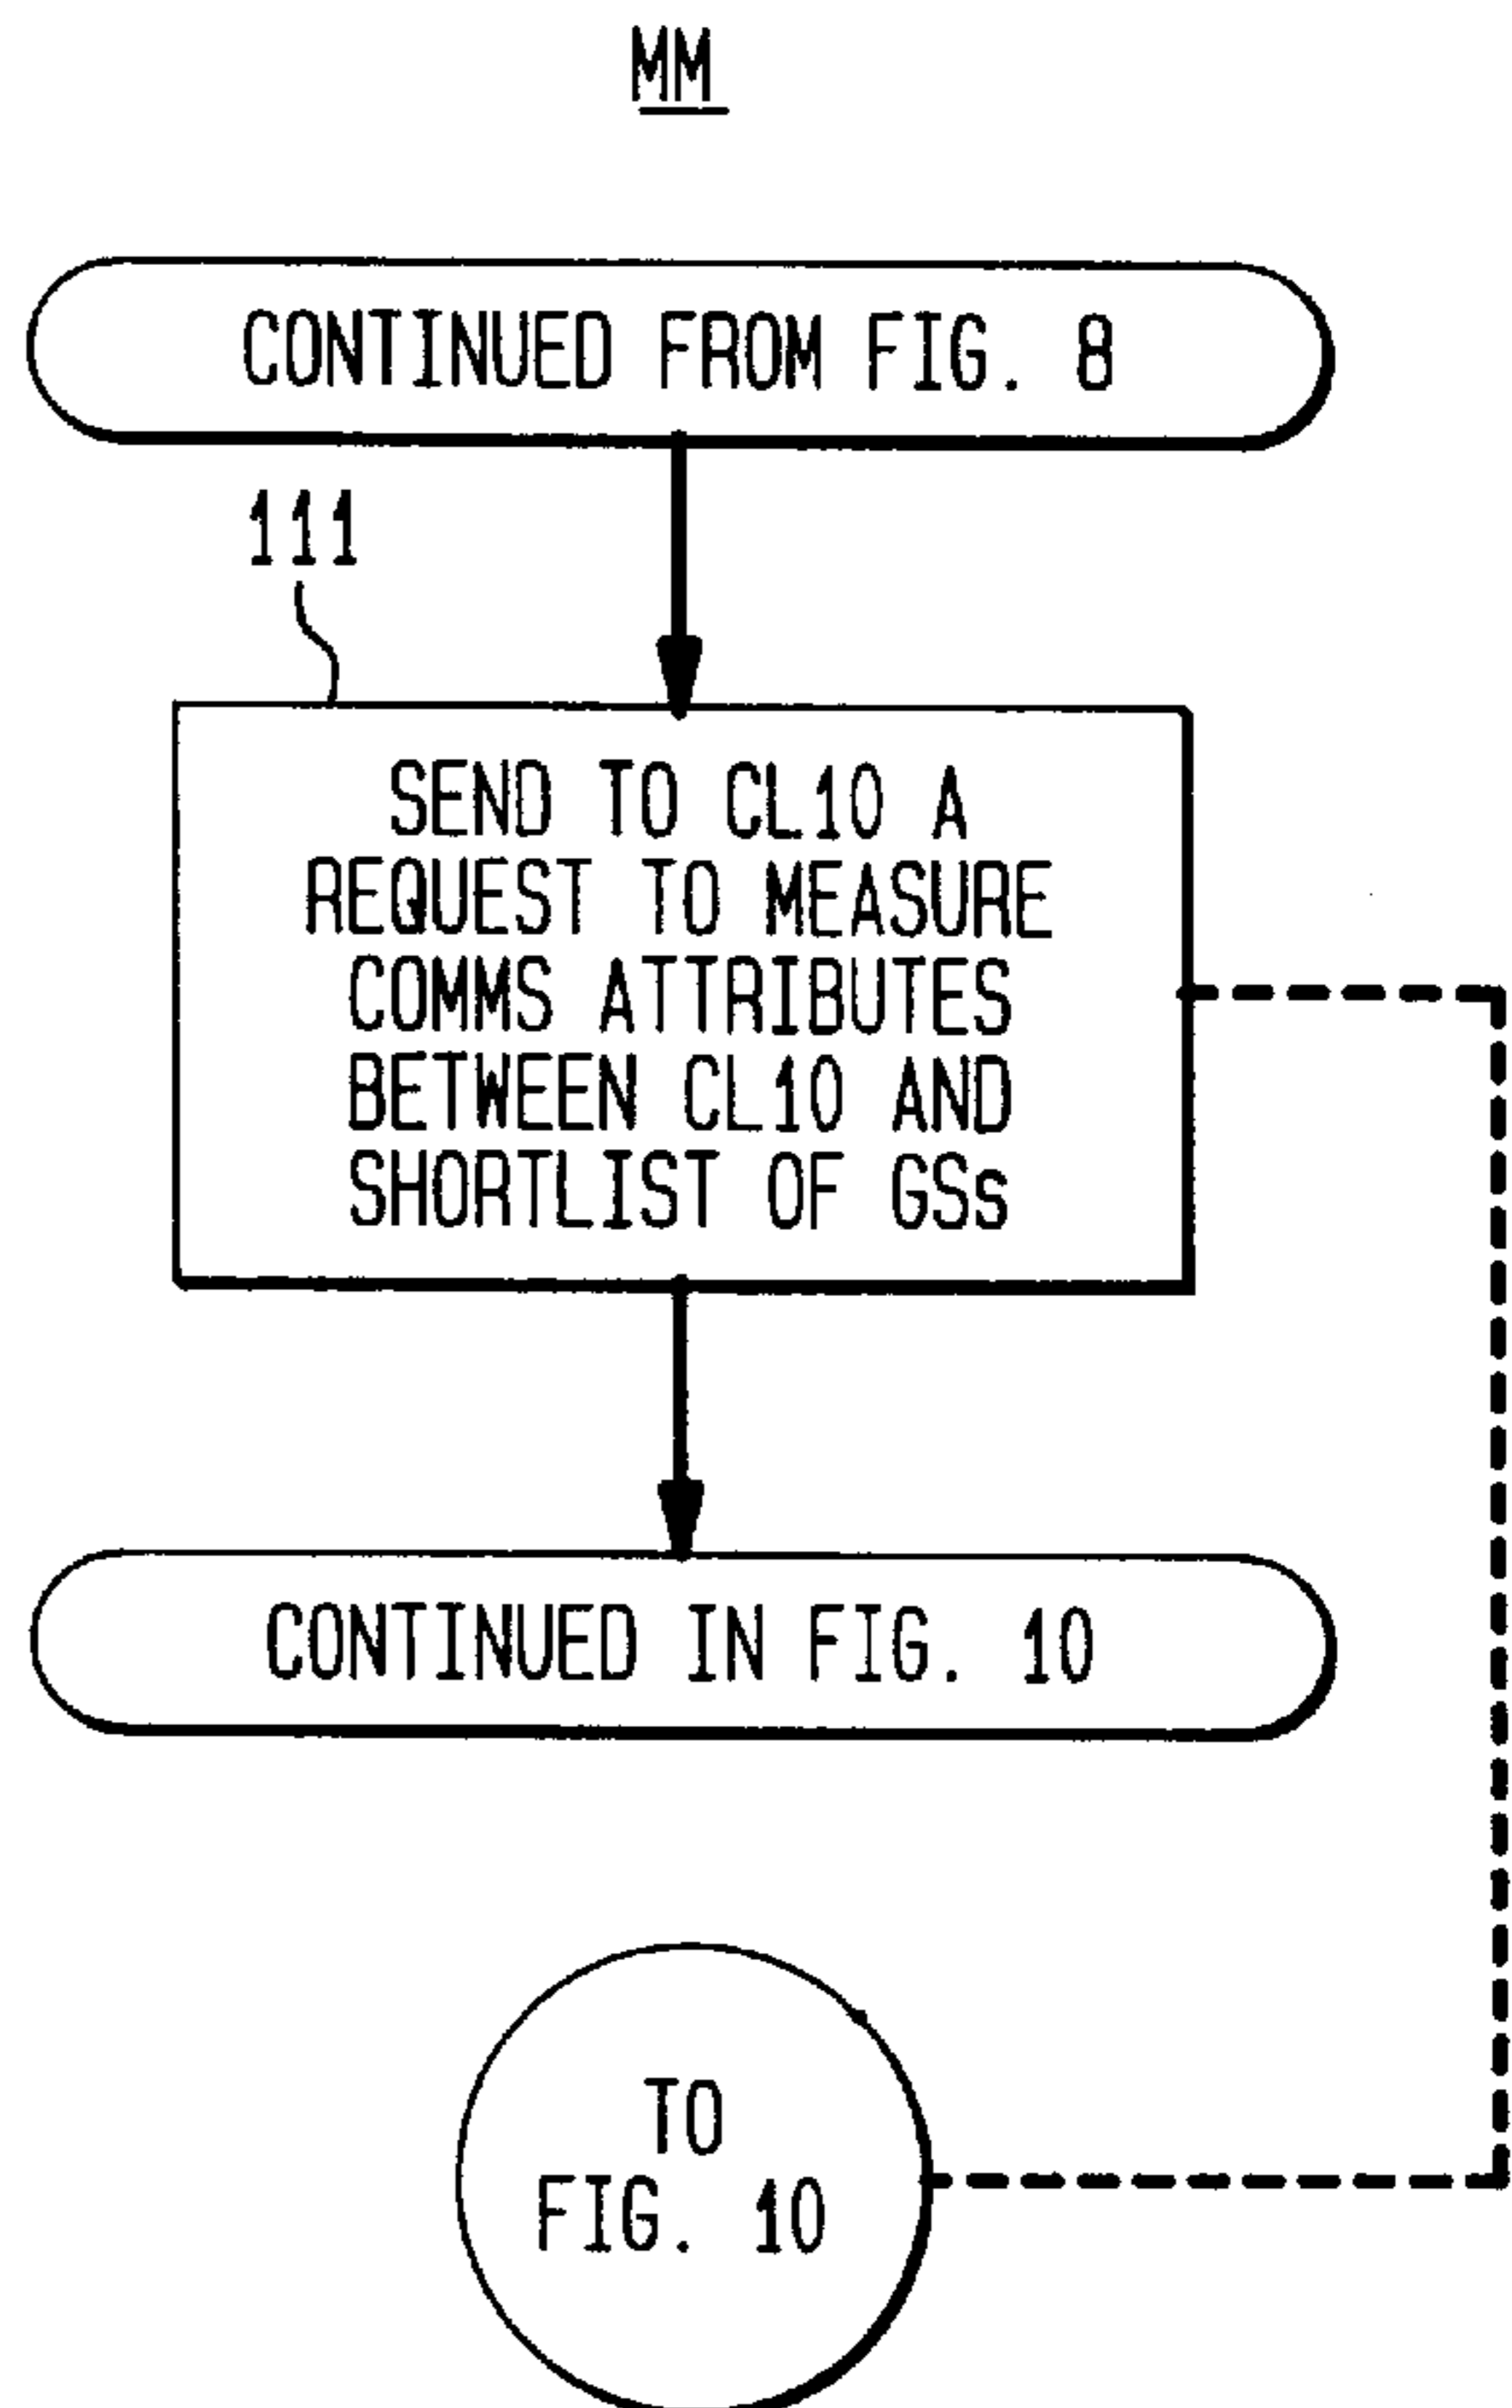 MM
CONTINUED FROM FIG. 8
111
SEND TO CL10 A
REQUEST TO MEASURE
COMMS ATTRIBUTES
BETWEEN CL10 AND
SHORTLIST OF GSs
CONTINUED IN FIG. 10
TO
FIG. 10